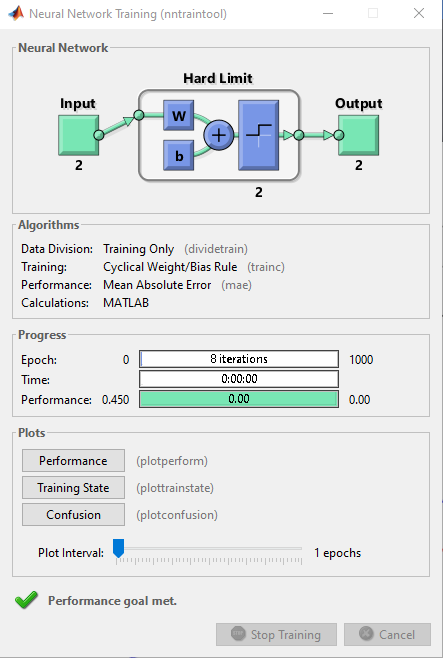 Neural Network Training (nntraintool)
Neural Network
Hard Limit
Input
Output
W
b
+
2
2
2
Algorithms
Data Division: Training Only (dividetrain)
Training: Cyclical Weight/Bias Rule (trainc)
Performance: Mean Absolute Error (mae)
Calculations: MATLAB
Progress
Epoch: 0 8 iterations 1000
Time: 0:00:00
Performance: 0.450 0.00 0.00
Plots
Performance (plotperform)
Training State (plottrainstate)
Confusion (plotconfusion)
Plot Interval: 1 epochs
Performance goal met.
Stop Training Cancel